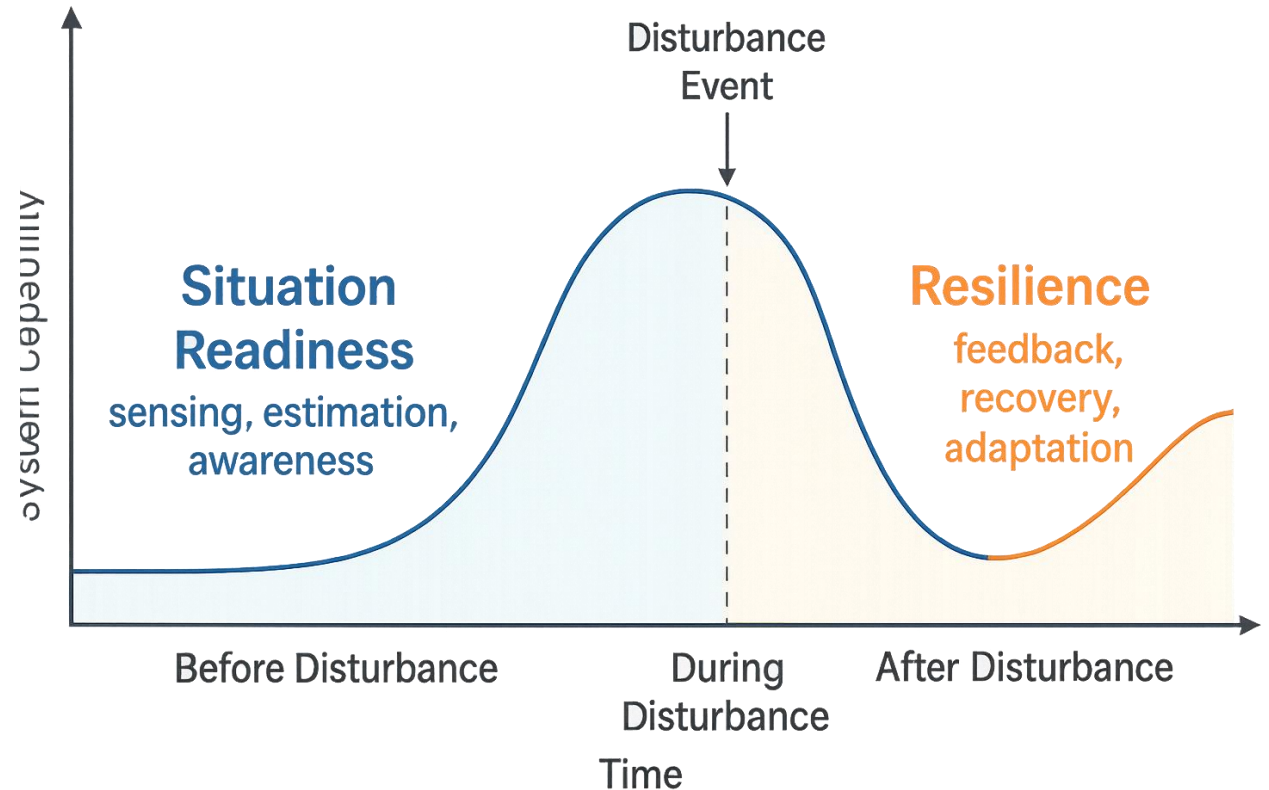 Disturbance
Event
Situation
Readiness
sensing, estimation,
awareness
Resilience
feedback,
recovery,
adaptation
Before Disturbance
During
Disturbance
After Disturbance
Time